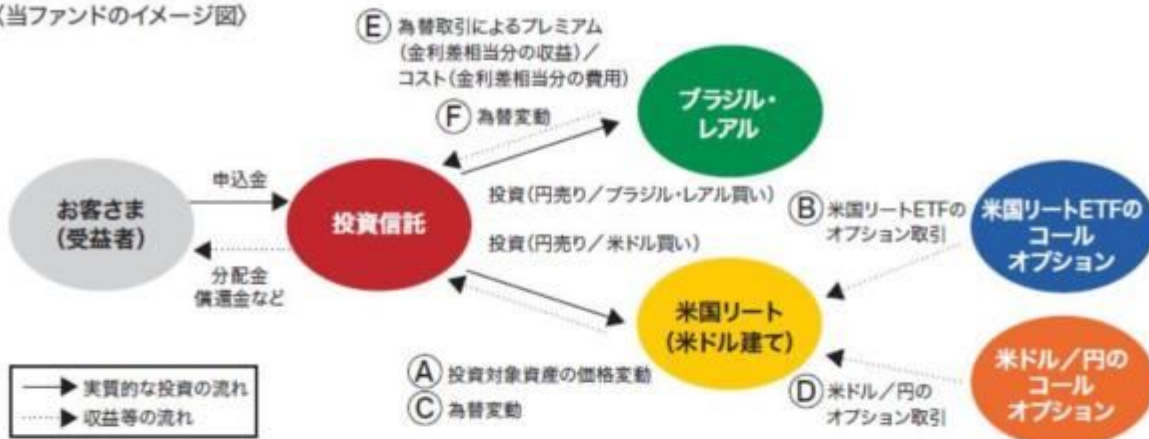 〈当ファンドのイメージ図〉
Ⓔ 為替取引によるプレミアム
(金利差相当分の収益)/
コスト(金利差相当分の費用)
Ⓕ 為替変動
ブラジル・
レアル
申込金
お客さま
(受益者)
投資信託
分配金
償還金など
投資(円売り/ブラジル・レアル買い)
投資(円売り/米ドル買い)
Ⓑ 米国リートETFの
オプション取引
米国リートETFの
コール
オプション
米国リート
(米ドル建て)
Ⓐ 投資対象資産の価格変動
Ⓒ 為替変動
Ⓓ 米ドル/円の
オプション取引
米ドル/円の
コール
オプション
実質的な投資の流れ
収益等の流れ